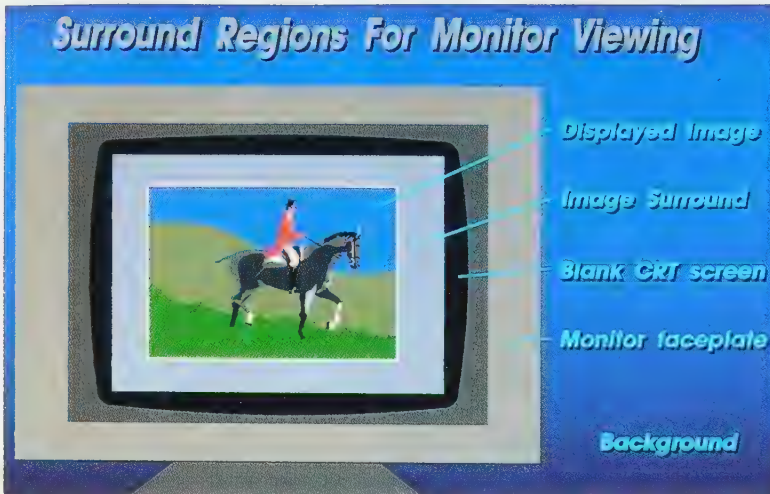 Surround Regions For Monitor Viewing
Displayed Image
Image Surround
Blank CRT screen
Monitor faceplate
Background